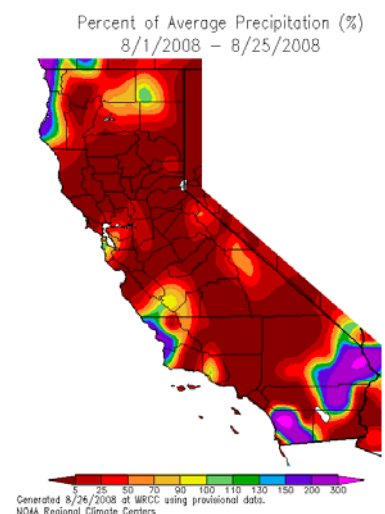 Percent of Average Precipitation (%)
8/1/2008 – 8/25/2008
5 25 50 70 90 100 110 130 150 200 300
Generated 8/26/2008 at WRCC using provisional data.
NOAA Regional Climate Centers